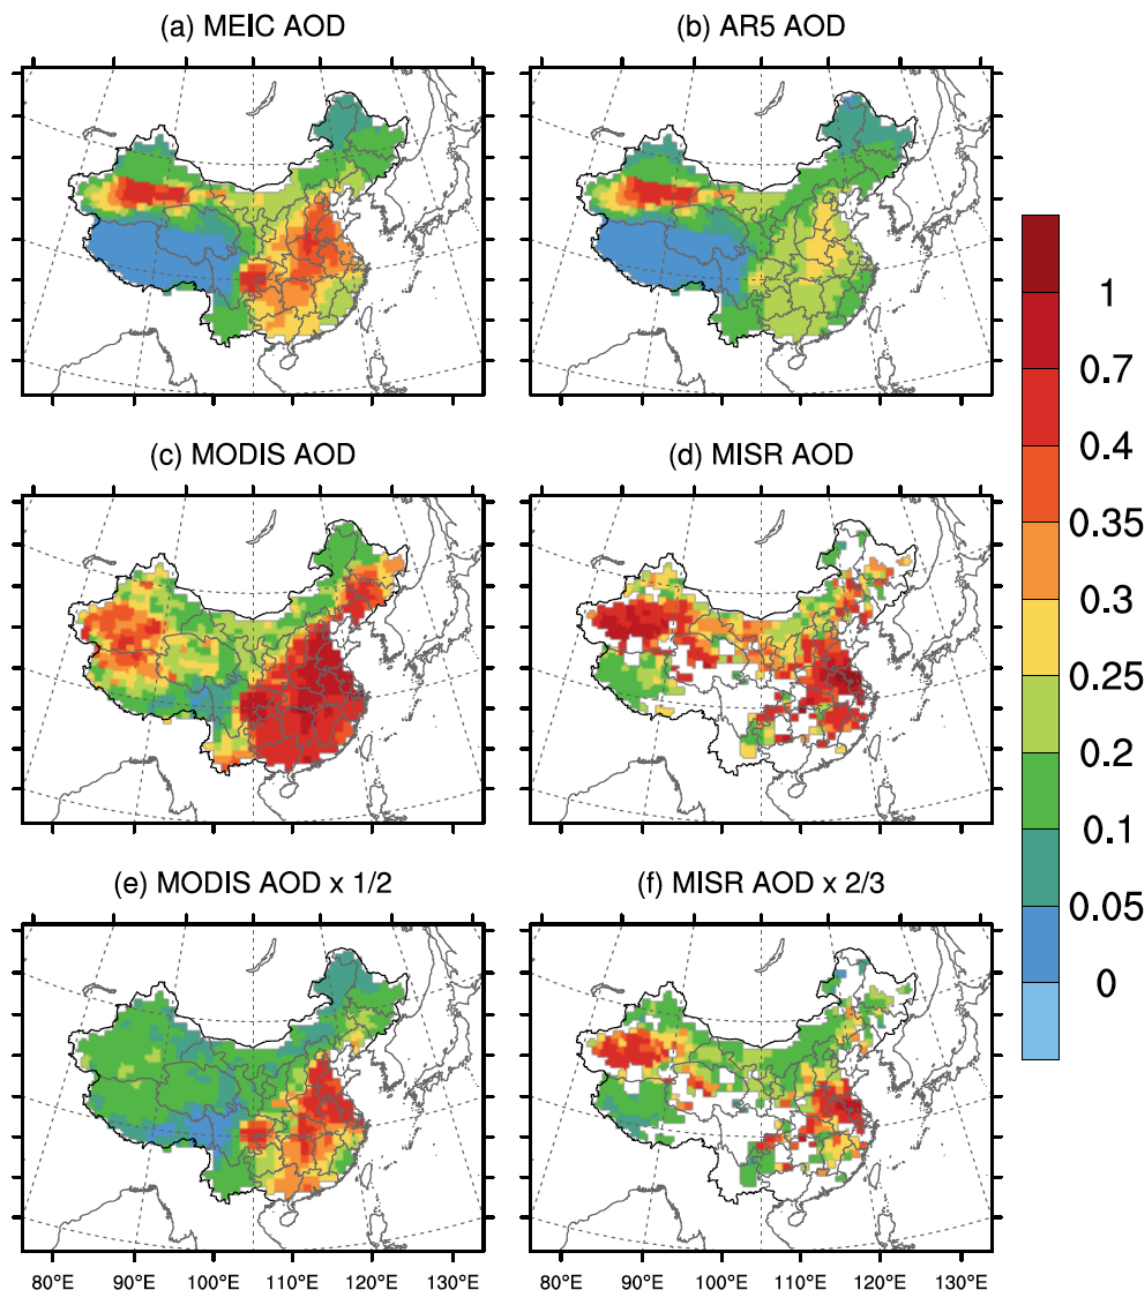 (a) MEIC AOD
(b) AR5 AOD
(c) MODIS AOD
(d) MISR AOD
(e) MODIS AOD x 1/2
(f) MISR AOD x 2/3
1
0.7
0.4
0.35
0.3
0.25
0.2
0.1
0.05
0
80°E 90°E 100°E 110°E 120°E 130°E
80°E 90°E 100°E 110°E 120°E 130°E